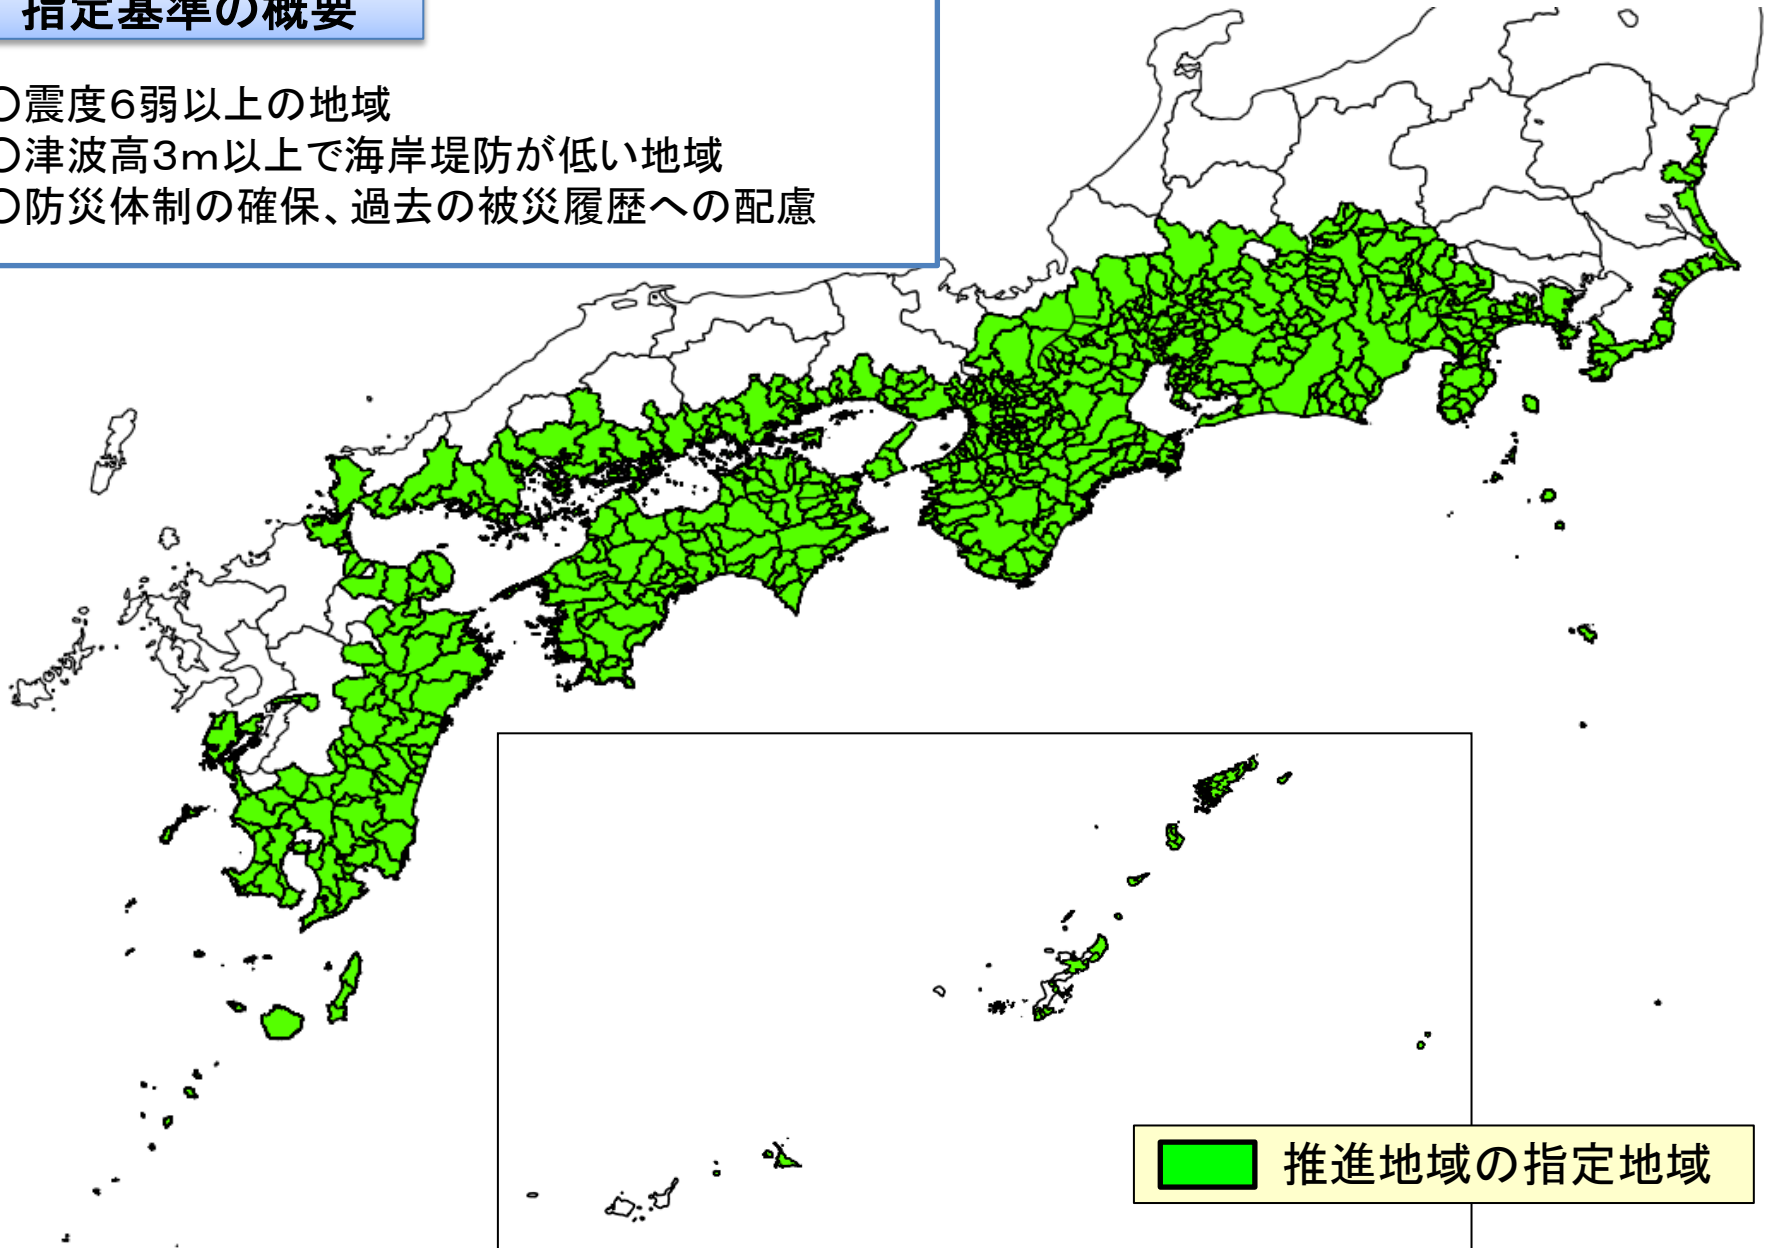 指定基準の概要
○震度6弱以上の地域
○津波高3m以上で海岸堤防が低い地域
○防災体制の確保、過去の被災履歴への配慮
推進地域の指定地域